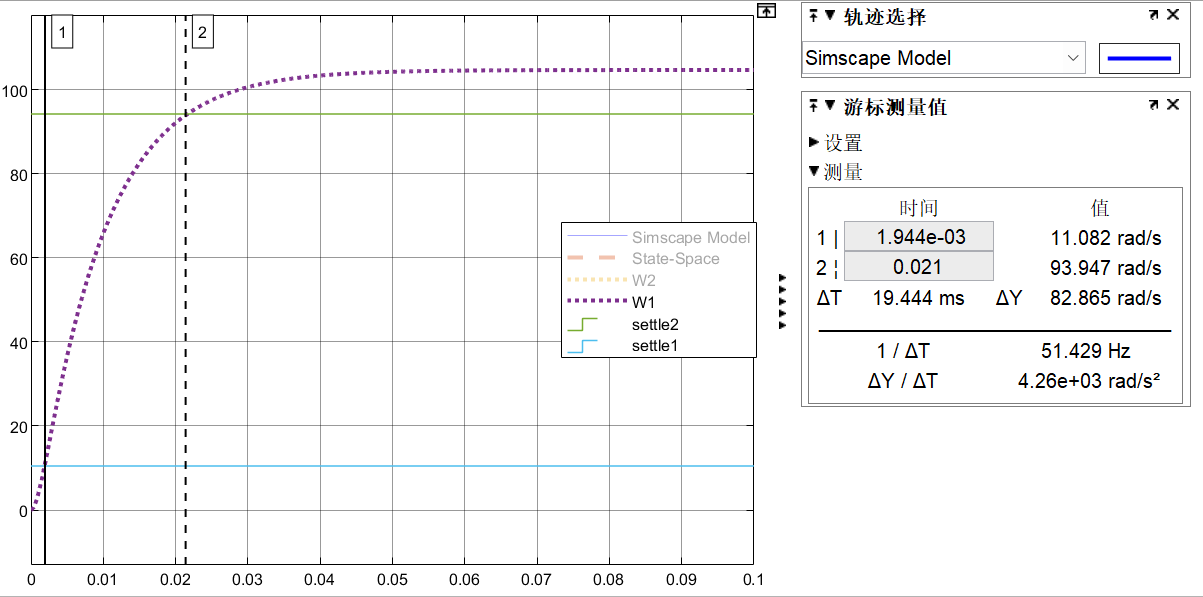 1
2
100
80
60
40
20
0
0 0.01 0.02 0.03 0.04 0.05 0.06 0.07 0.08 0.09 0.1
Simscape Model
State-Space
W2
W1
settle2
settle1
轨迹选择
Simscape Model
游标测量值
设置
测量
时间 值
1 | 1.944e-03 11.082 rad/s
2 ¦ 0.021 93.947 rad/s
ΔT 19.444 ms ΔY 82.865 rad/s
1 / ΔT 51.429 Hz
ΔY / ΔT 4.26e+03 rad/s²